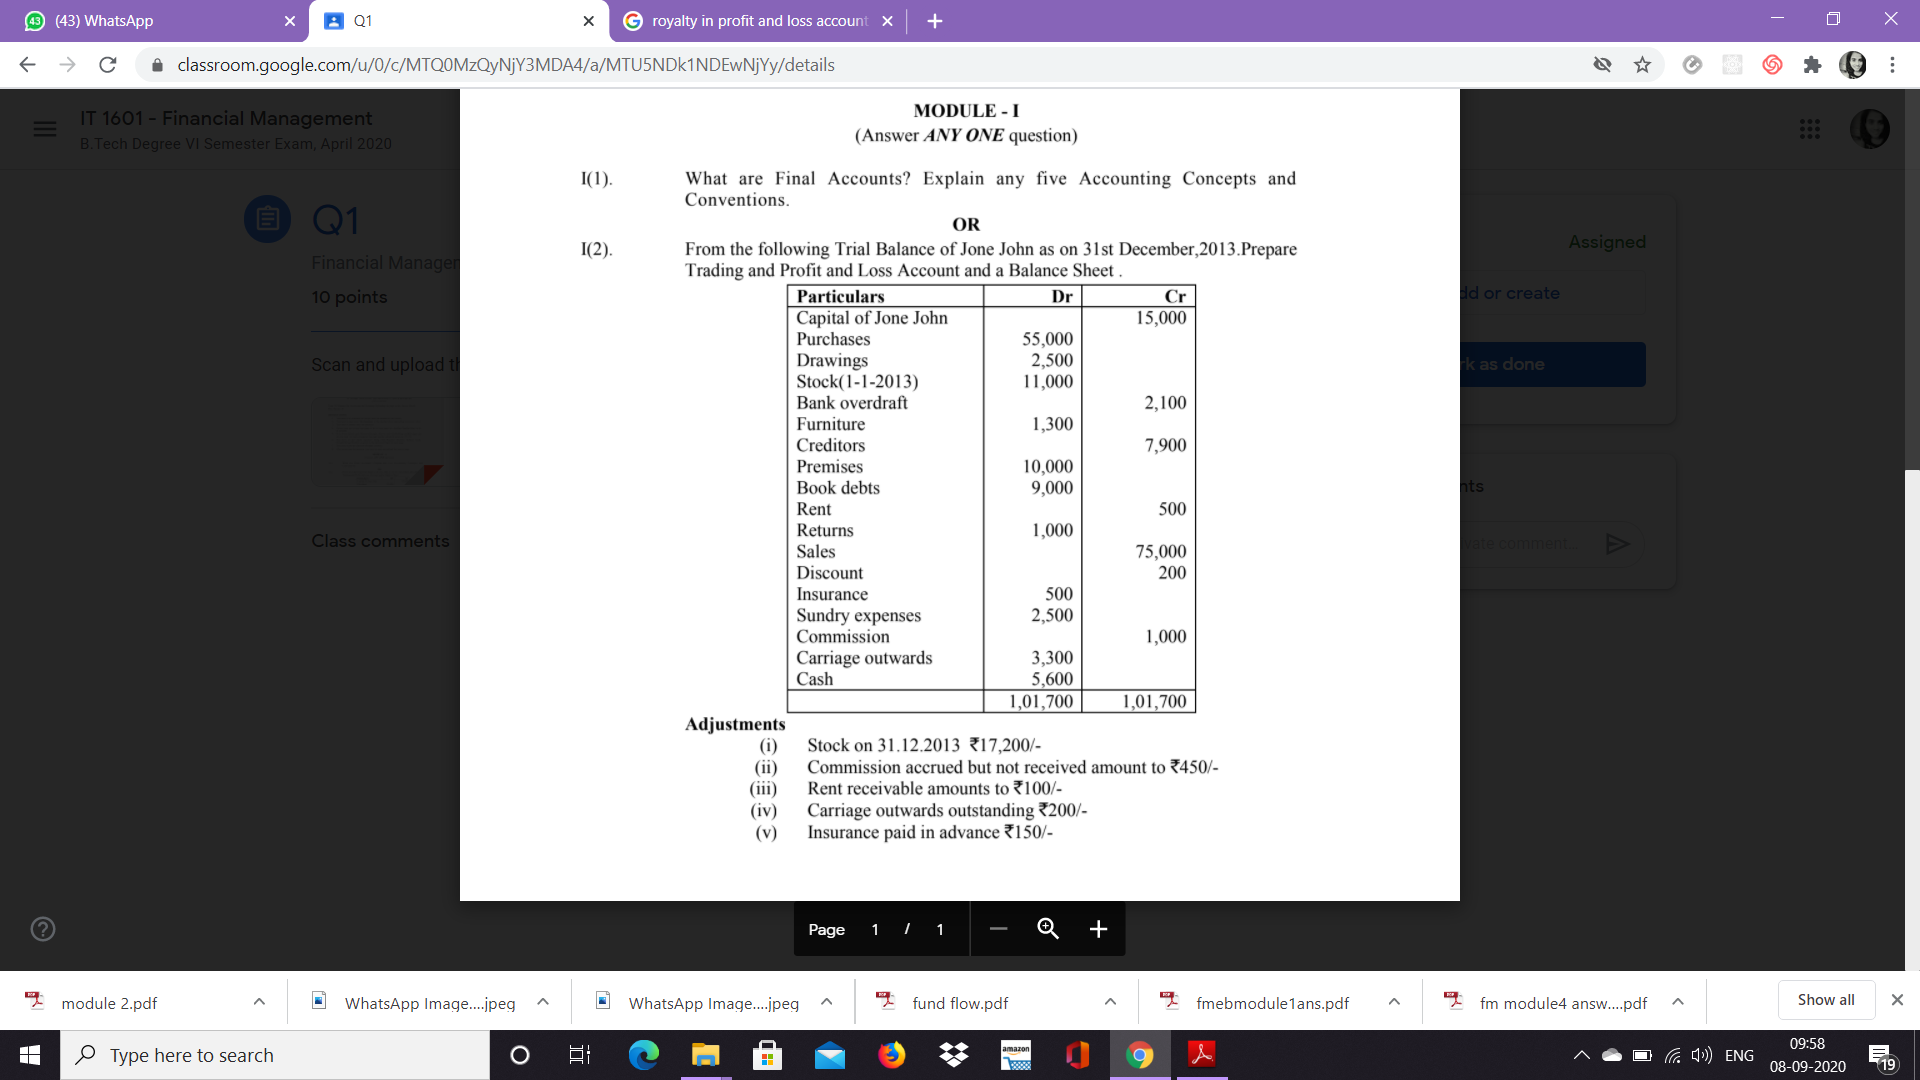 (43) WhatsApp
Q1
royalty in profit and loss account
classroom.google.com/u/0/c/MTQ0MzQyNjY3MDA4/a/MTU5NDk1NDEwNjYy/details
IT 1601 - Financial Management
B.Tech Degree VI Semester Exam, April 2020
Q1
Financial Manager
10 points
Assigned
dd or create
Scan and upload t
k as done
nts
Class comments
vate comment...
MODULE - I
(Answer ANY ONE question)
I(1). What are Final Accounts? Explain any five Accounting Concepts and
Conventions.
OR
I(2). From the following Trial Balance of Jone John as on 31st December,2013.Prepare
Trading and Profit and Loss Account and a Balance Sheet .
Particulars Dr Cr
Capital of Jone John 15,000
Purchases 55,000
Drawings 2,500
Stock(1-1-2013) 11,000
Bank overdraft 2,100
Furniture 1,300
Creditors 7,900
Premises 10,000
Book debts 9,000
Rent 500
Returns 1,000
Sales 75,000
Discount 200
Insurance 500
Sundry expenses 2,500
Commission 1,000
Carriage outwards 3,300
Cash 5,600
1,01,700 1,01,700
Adjustments
(i) Stock on 31.12.2013 ₹17,200/-
(ii) Commission accrued but not received amount to ₹450/-
(iii) Rent receivable amounts to ₹100/-
(iv) Carriage outwards outstanding ₹200/-
(v) Insurance paid in advance ₹150/-
Page 1 / 1
module 2.pdf
WhatsApp Image....jpeg
WhatsApp Image....jpeg
fund flow.pdf
fmebmodule1ans.pdf
fm module4 answ....pdf
Show all
Type here to search
amazon
ENG
09:58
08-09-2020
19